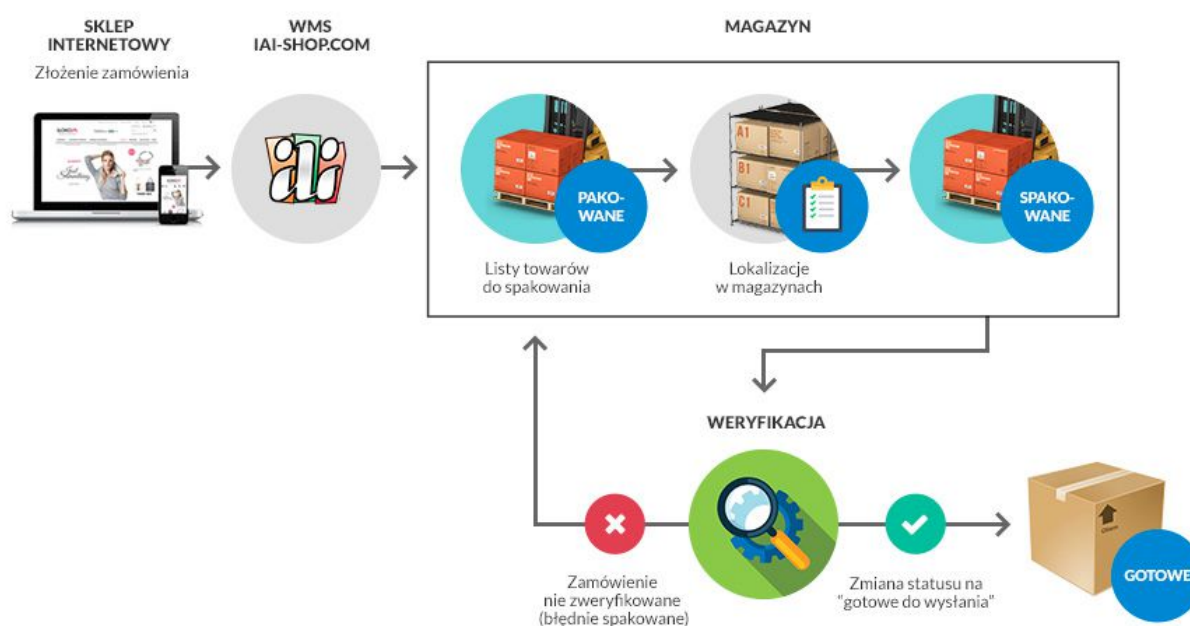 SKLEP
INTERNETOWY
Złożenie zamówienia
WMS
IAI-SHOP.COM
iai
MAGAZYN
PAKO-
WANE
Listy towarów
do spakowania
A1
B1
C1
Lokalizacje
w magazynach
SPAKO-
WANE
WERYFIKACJA
Zamówienie
nie zweryfikowane
(błędnie spakowane)
Zmiana statusu na
"gotowe do wysłania"
GOTOWE